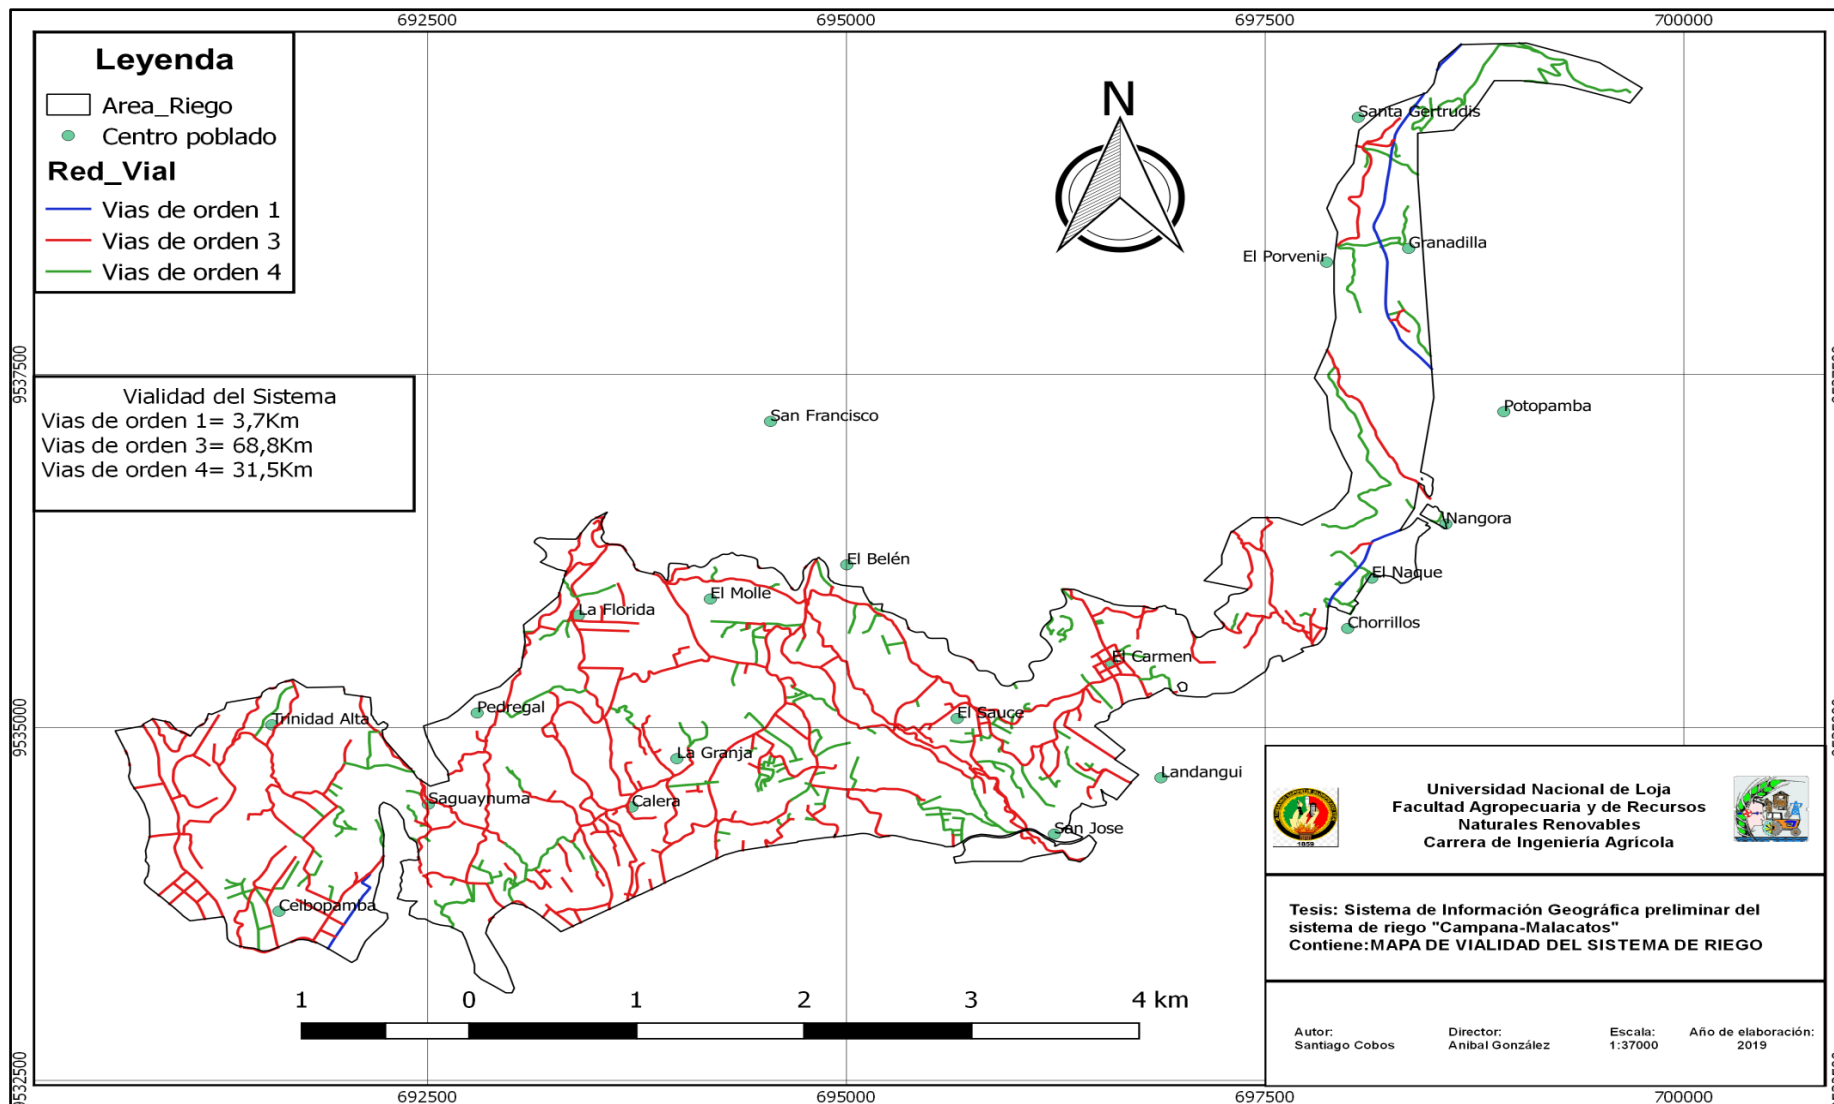 692500
695000
697500
700000
Leyenda
Area_Riego
Centro poblado
Red_Vial
Vias de orden 1
Vias de orden 3
Vias de orden 4
N
Santa Gertrudis
Granadilla
El Porvenir
9537500
Vialidad del Sistema
Vias de orden 1= 3,7Km
Vias de orden 3= 68,8Km
Vias de orden 4= 31,5Km
San Francisco
Potopamba
Nangora
El Belén
El Naque
El Molle
La Florida
Chorrillos
El Carmen
Pedregal
Trinidad Alta
El Sauce
9535000
La Granja
Landangui
Saguaynuma
Calera
San Jose
Ceibopamba
Universidad Nacional de Loja
Facultad Agropecuaria y de Recursos
Naturales Renovables
Carrera de Ingeniería Agrícola
1859
Tesis: Sistema de Información Geográfica preliminar del
sistema de riego "Campana-Malacatos"
Contiene:MAPA DE VIALIDAD DEL SISTEMA DE RIEGO
1 0 1 2 3 4 km
Autor:
Santiago Cobos
Director:
Anibal González
Escala:
1:37000
Año de elaboración:
2019
9532500
692500
695000
697500
700000